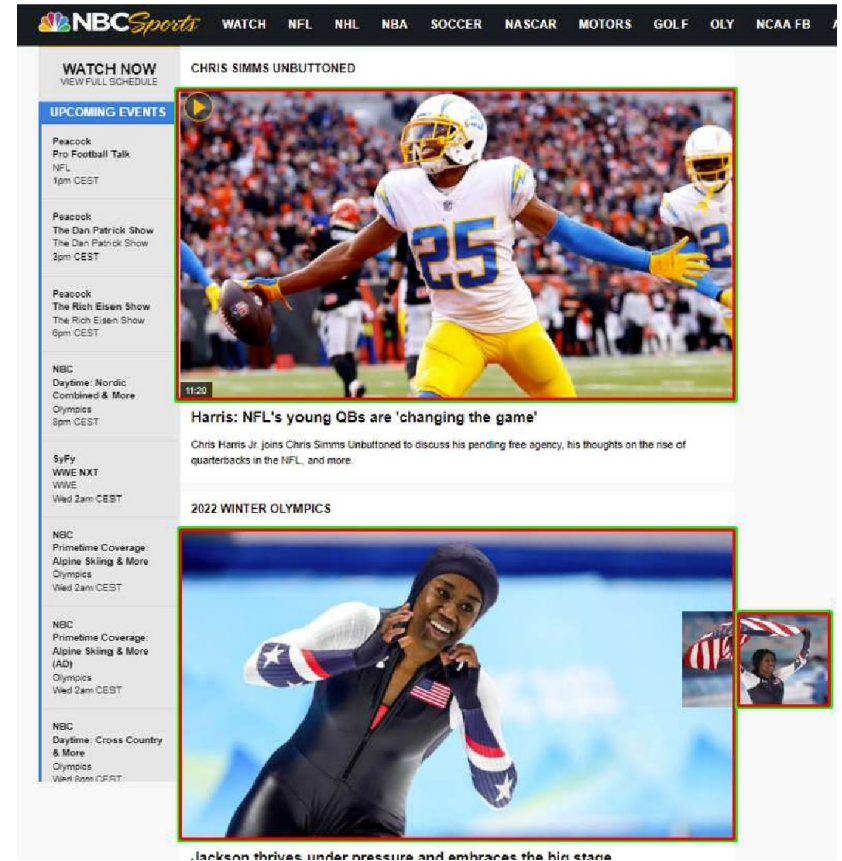 NBC Sports WATCH NFL NHL NBA SOCCER NASCAR MOTORS GOLF OLY NCAA FB
WATCH NOW
VIEW FULL SCHEDULE
UPCOMING EVENTS
Peacock
Pro Football Talk
NFL
1pm CEST
Peacock
The Dan Patrick Show
The Dan Patrick Show
3pm CEST
Peacock
The Rich Eisen Show
The Rich Eisen Show
6pm CEST
NBC
Daytime: Nordic
Combined & More
Olympics
8pm CEST
SyFy
WWE NXT
WWE
Wed 2am CEST
NBC
Primetime Coverage:
Alpine Skiing & More
Olympics
Wed 2am CEST
NBC
Primetime Coverage:
Alpine Skiing & More
(AD)
Olympics
Wed 2am CEST
NBC
Daytime: Cross Country
& More
Olympics
Wed 8pm CEST
CHRIS SIMMS UNBUTTONED
25
2
11:20
Harris: NFL's young QBs are 'changing the game'
Chris Harris Jr. joins Chris Simms Unbuttoned to discuss his pending free agency, his thoughts on the rise of
quarterbacks in the NFL, and more.
2022 WINTER OLYMPICS
Jackson thrives under pressure and embraces the big stage